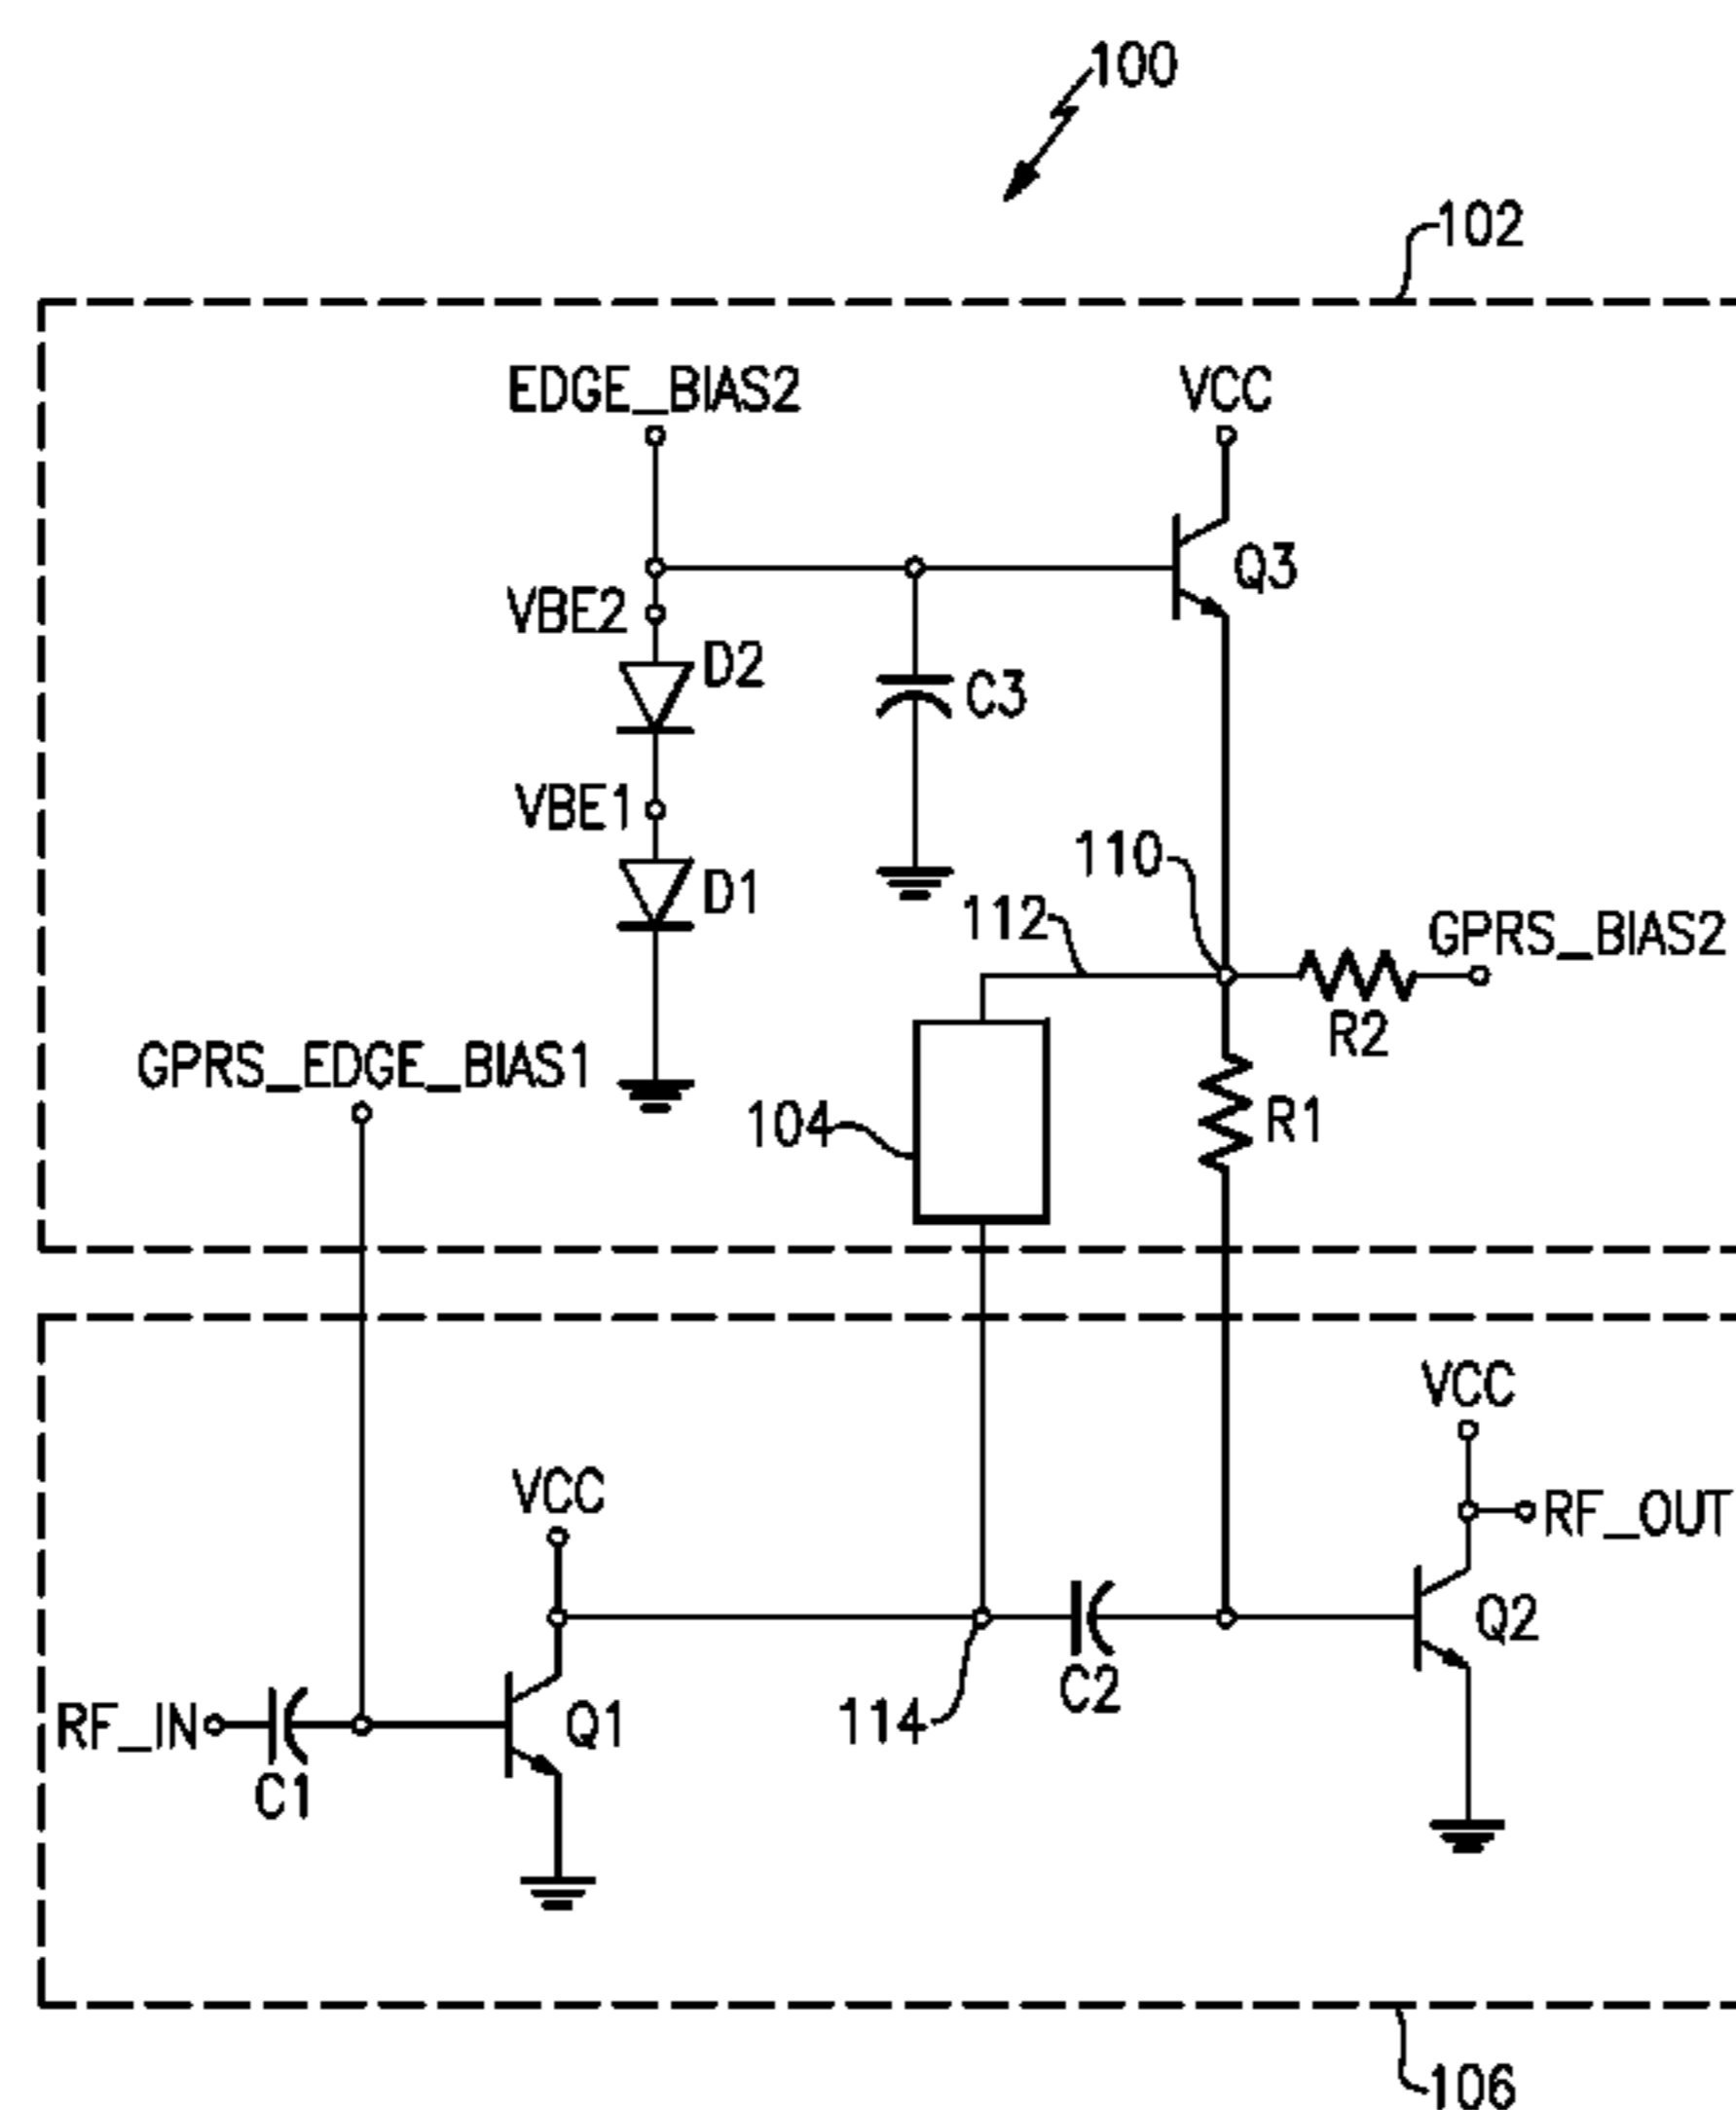 100
102
EDGE_BIAS2
VCC
Q3
VBE2
D2
C3
VBE1
110
D1
112
GPRS_BIAS2
R2
GPRS_EDGE_BIAS1
104
R1
VCC
VCC
RF_OUT
Q2
C2
114
RF_IN
Q1
C1
106